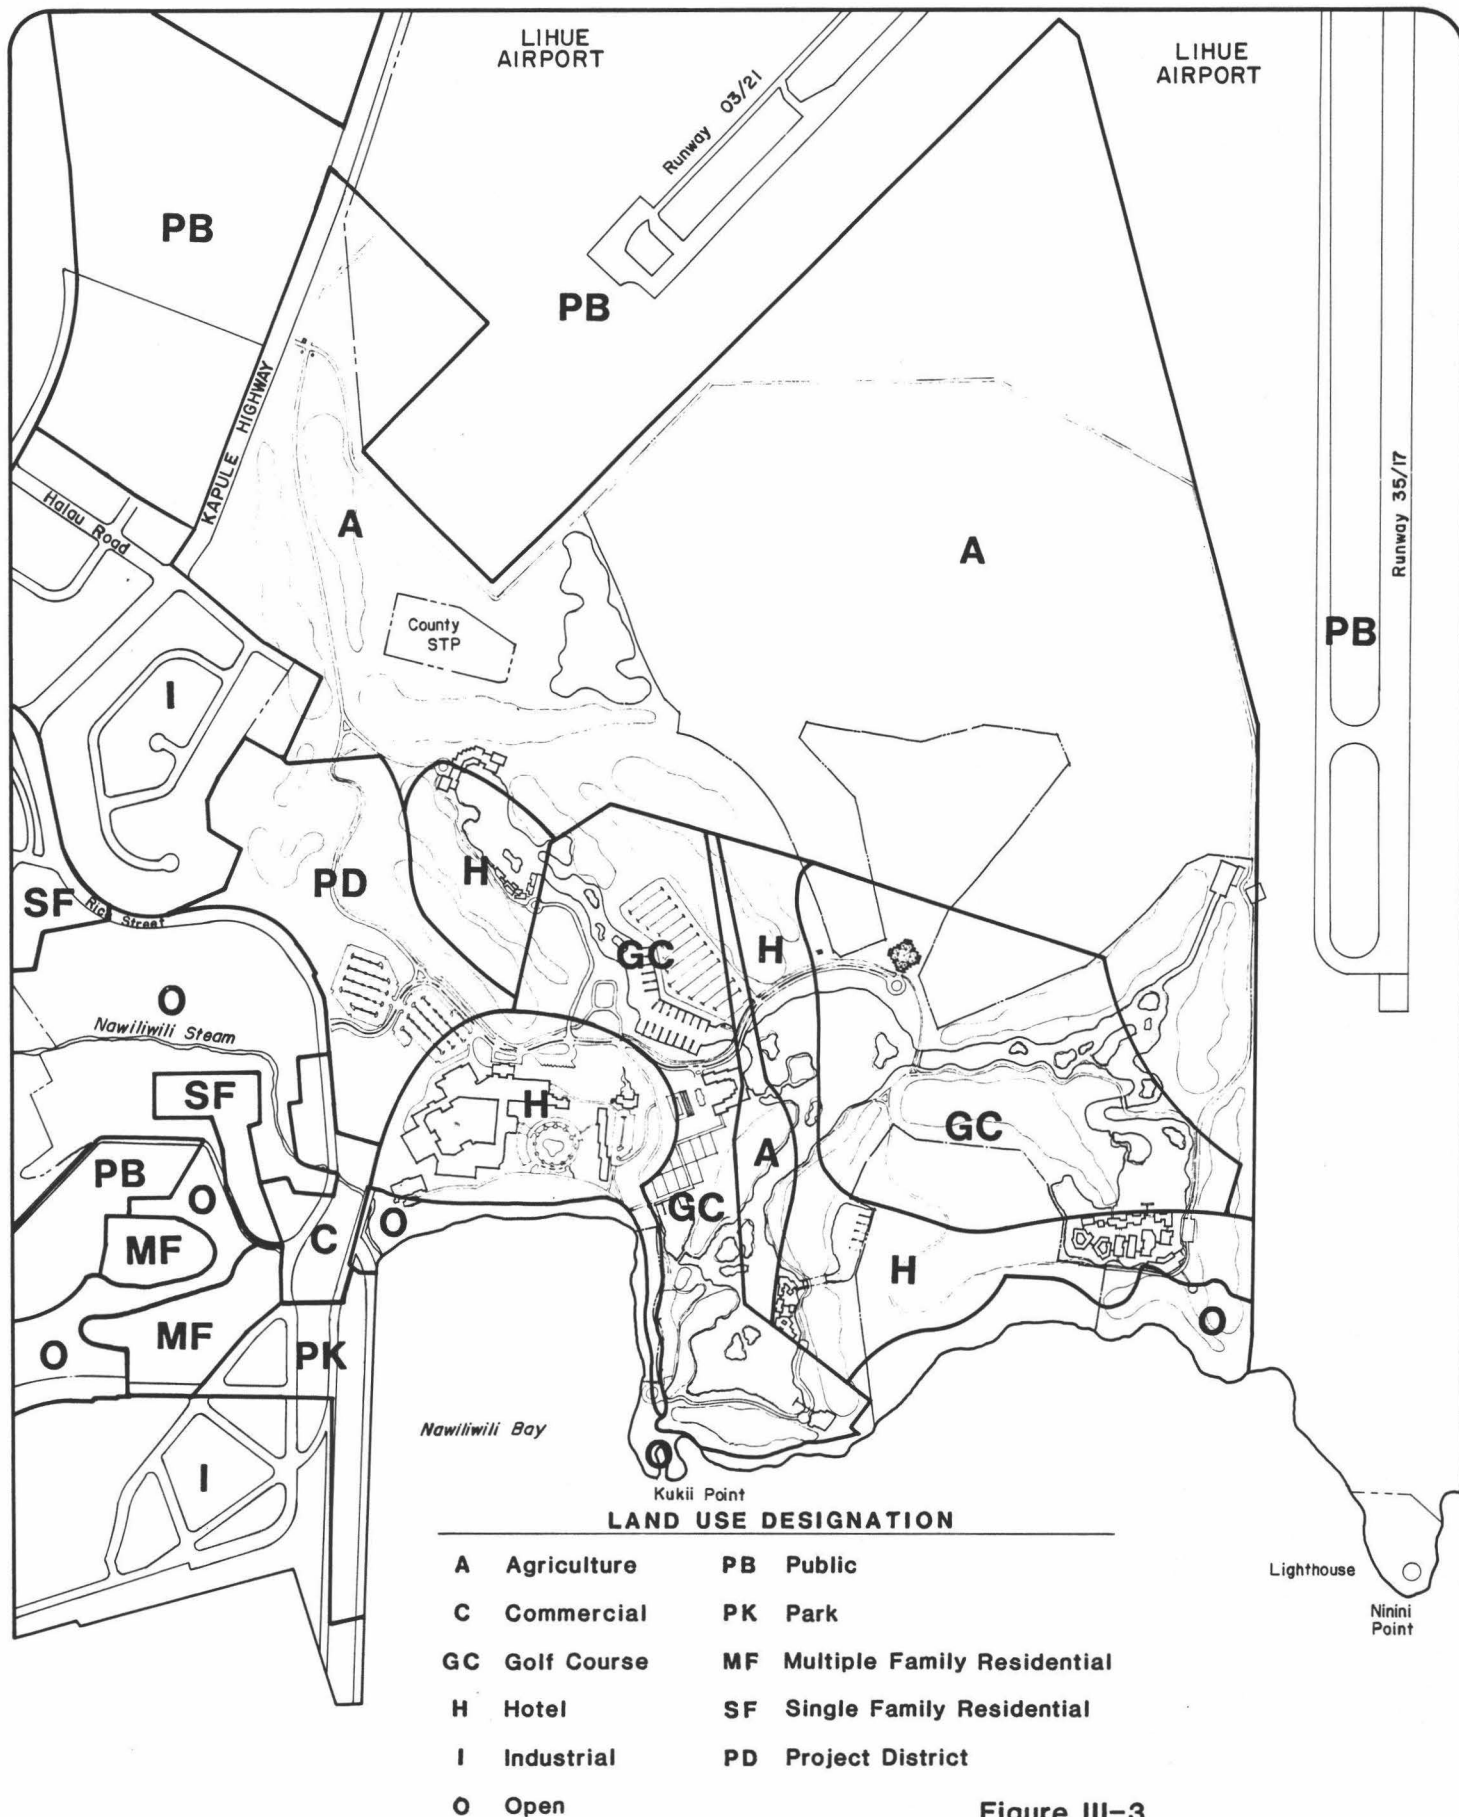 LIHUE
AIRPORT
LIHUE
AIRPORT
Runway 03/21
PB
PB
KAPULE HIGHWAY
Runway 35/17
Halau Road
A
A
County
STP
PB
I
PD
H
SF
Rice Street
GC
H
O
Nawiliwili Steam
SF
H
GC
A
PB
O
GC
O
C
MF
H
O
MF
PK
O
Nawiliwili Bay
O
I
Kukii Point
Lighthouse
Ninini
Point
LAND USE DESIGNATION
A Agriculture PB Public
C Commercial PK Park
GC Golf Course MF Multiple Family Residential
H Hotel SF Single Family Residential
I Industrial PD Project District
O Open
Figure III-3